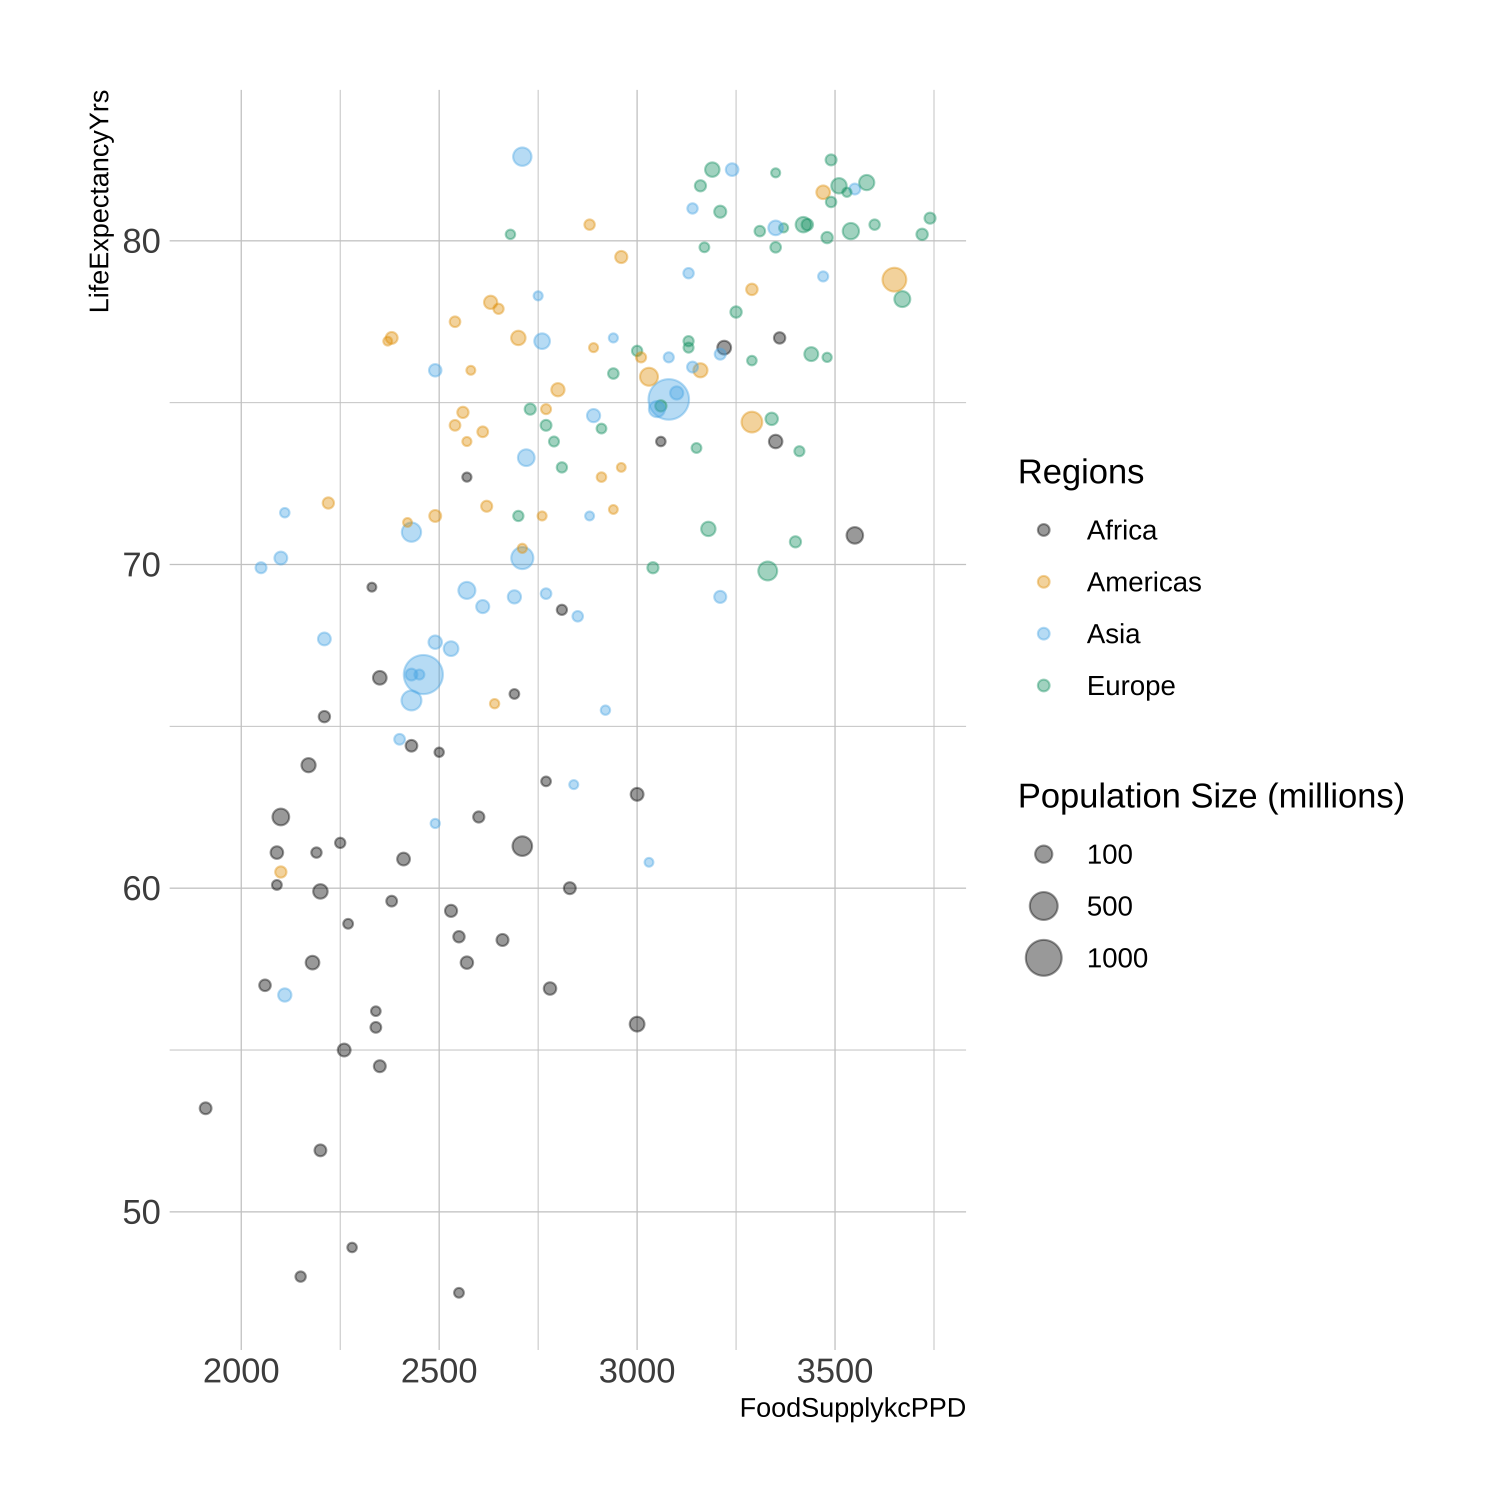 LifeExpectancyYrs
80
70
60
50
2000 2500 3000 3500
FoodSupplykcPPD
Regions
Africa
Americas
Asia
Europe
Population Size (millions)
100
500
1000